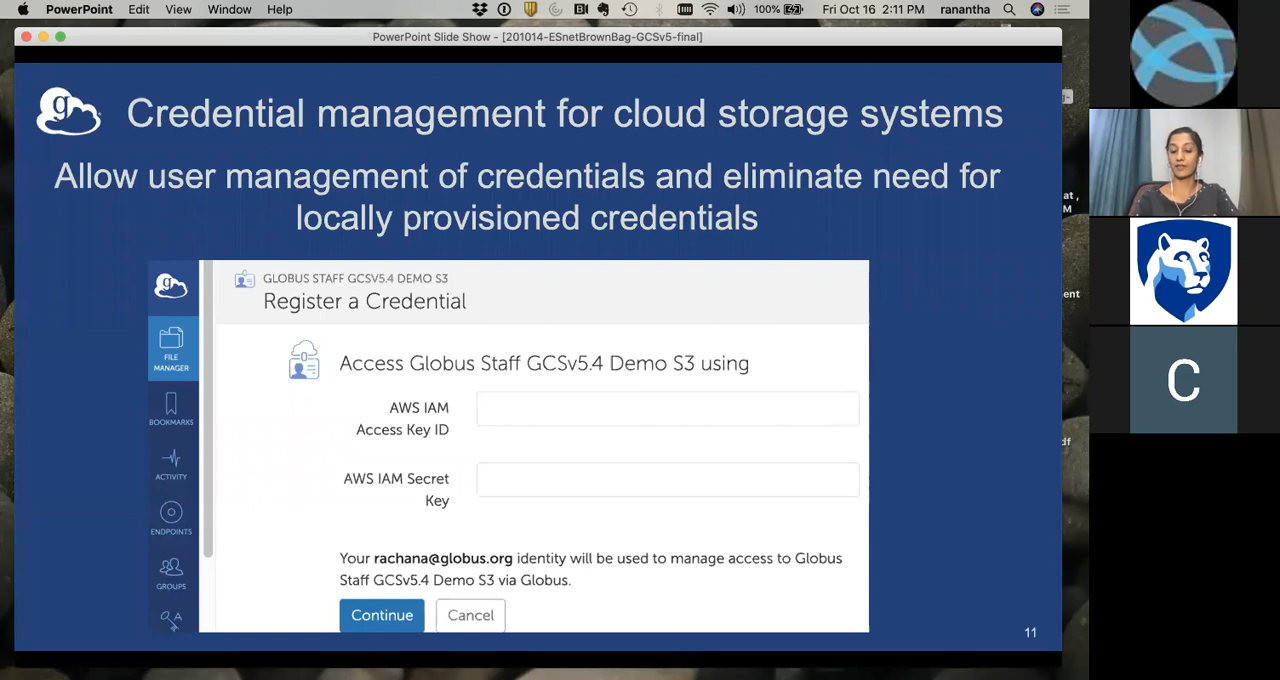 PowerPoint Edit View Window Help 100% Fri Oct 16 2:11 PM ranantha
PowerPoint Slide Show - [201014-ESnetBrownBag-GCSv5-final]
g
Credential management for cloud storage systems
Allow user management of credentials and eliminate need for
locally provisioned credentials
g
GLOBUS STAFF GCSV5.4 DEMO S3
Register a Credential
FILE
MANAGER
BOOKMARKS
ACTIVITY
ENDPOINTS
GROUPS
Access Globus Staff GCSv5.4 Demo S3 using
AWS IAM
Access Key ID
AWS IAM Secret
Key
Your rachana@globus.org identity will be used to manage access to Globus
Staff GCSv5.4 Demo S3 via Globus.
Continue Cancel
11
at ,
M
ent
df
C